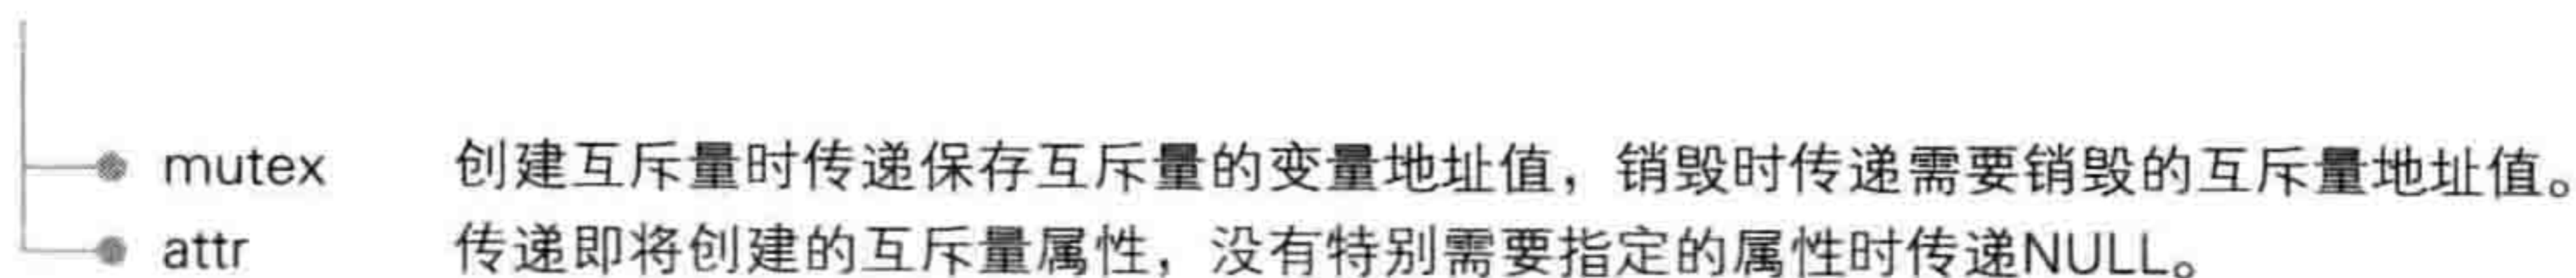 mutex 创建互斥量时传递保存互斥量的变量地址值，销毁时传递需要销毁的互斥量地址值。
attr 传递即将创建的互斥量属性，没有特别需要指定的属性时传递NULL。